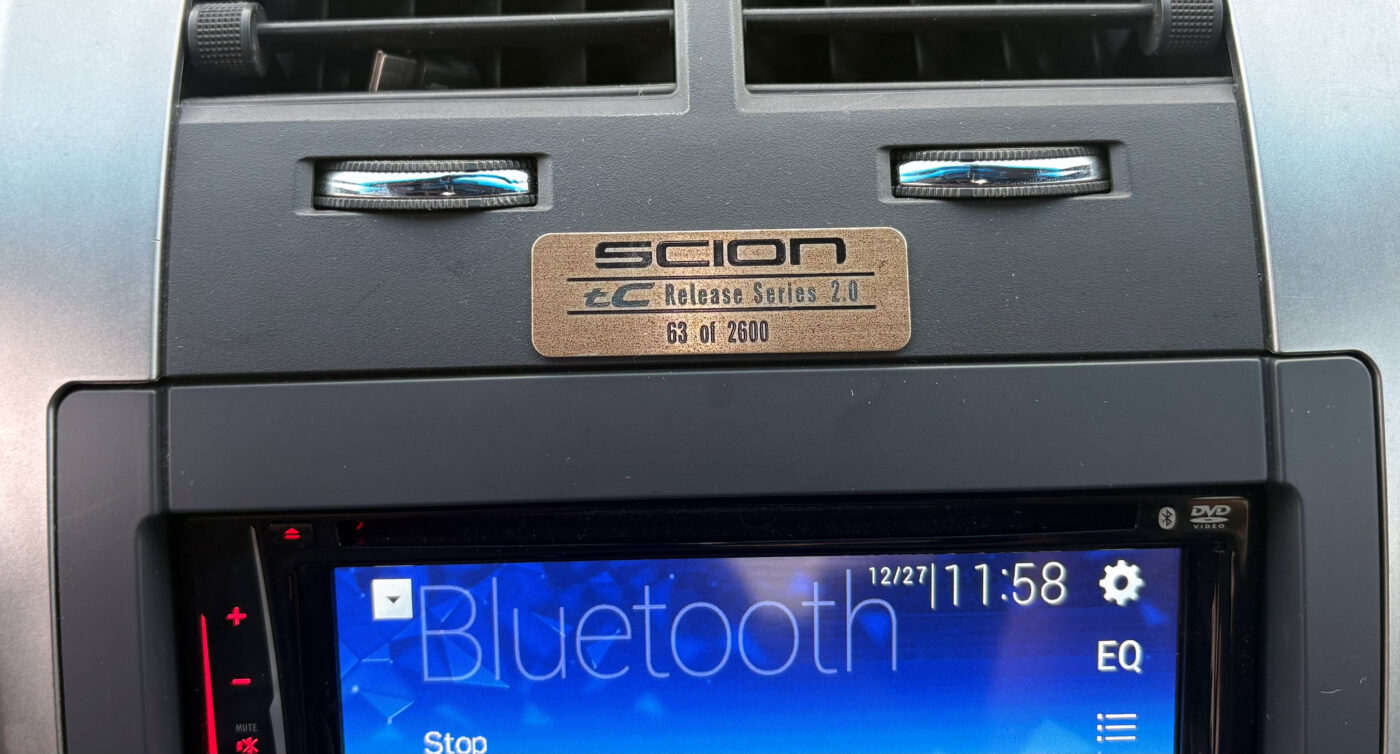 SCION
tC Release Series 2.0
63 of 2600
DVD
VIDEO
Bluetooth
12/27 11:58
EQ
MUTE
Stop